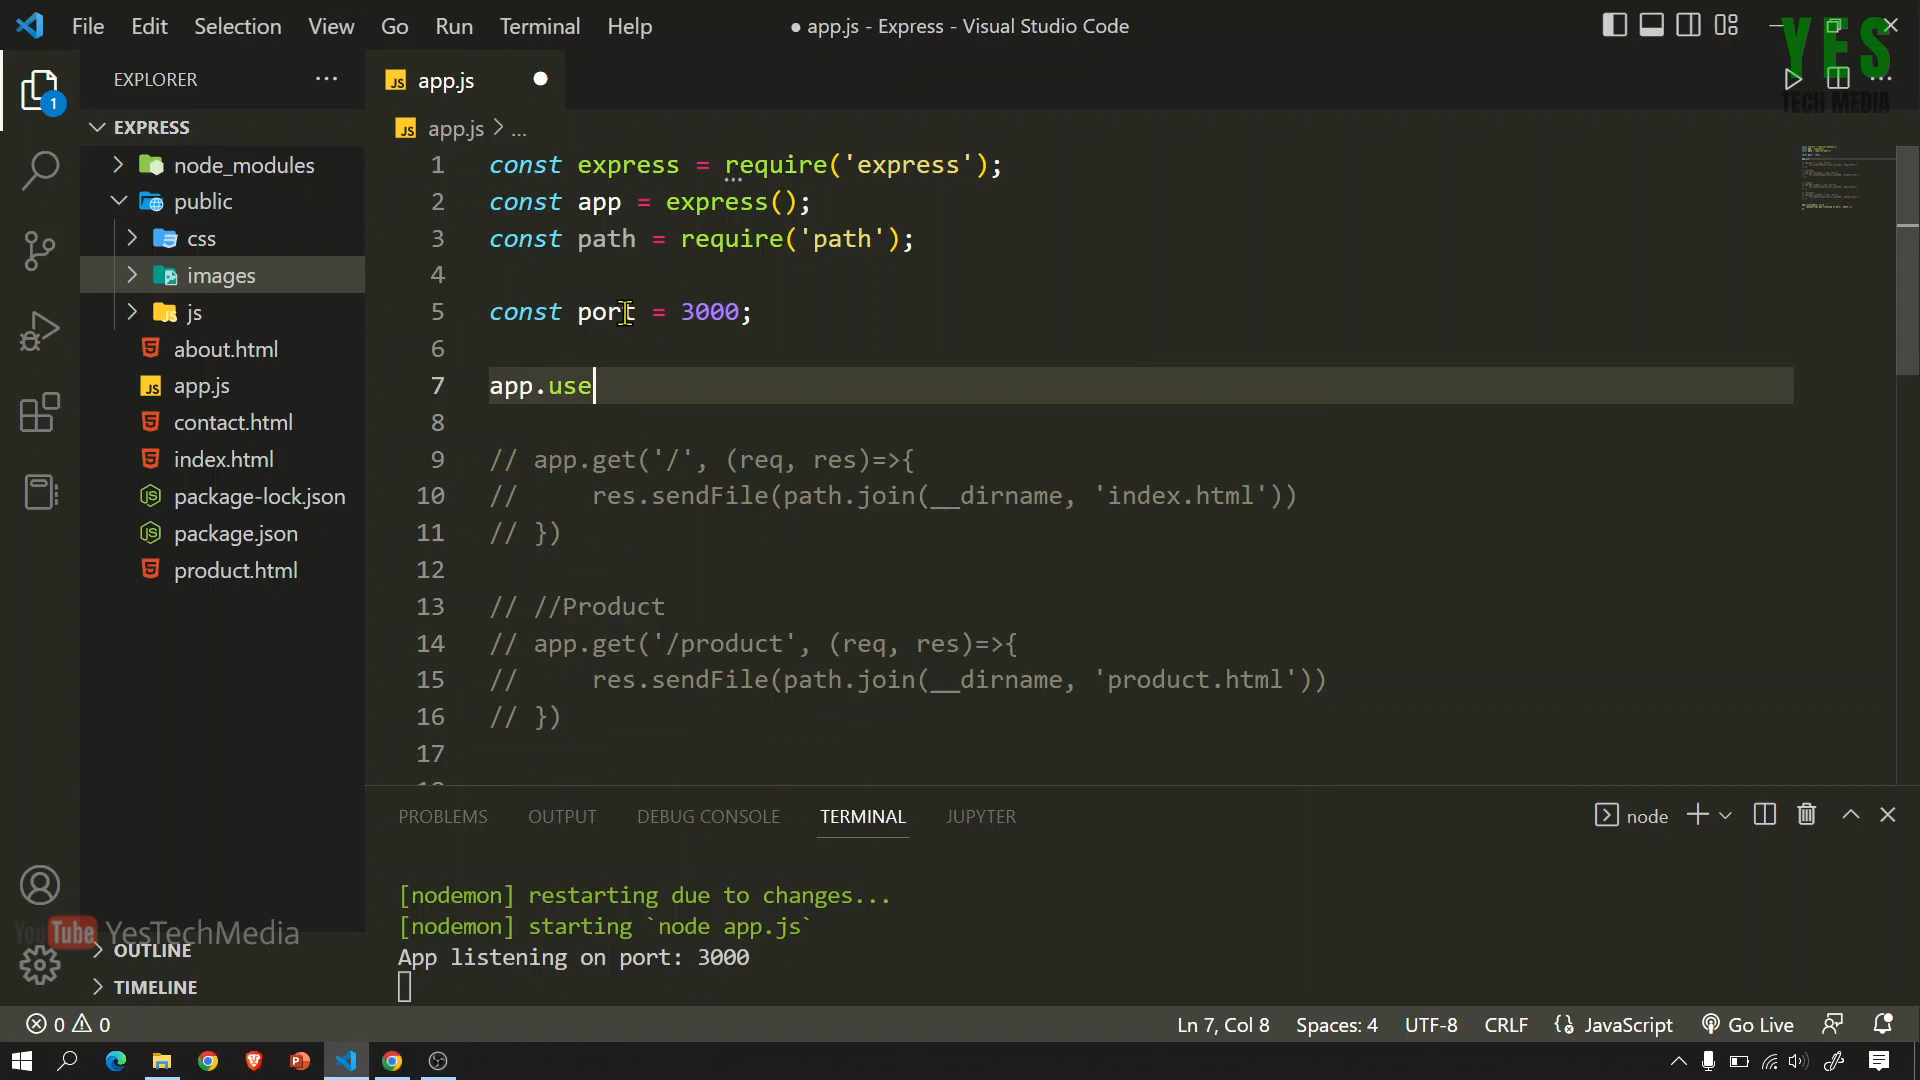 File Edit Selection View Go Run Terminal Help
● app.js - Express - Visual Studio Code
YES
TECH MEDIA
EXPLORER
1
EXPRESS
node_modules
public
css
images
js
about.html
app.js
contact.html
index.html
package-lock.json
package.json
product.html
OUTLINE
TIMELINE
YouTube YesTechMedia
JS app.js
JS app.js > ...
1 const express = require('express');
2 const app = express();
3 const path = require('path');
4
5 const port = 3000;
6
7 app.use
8
9 // app.get('/', (req, res)=>{
10 //     res.sendFile(path.join(__dirname, 'index.html'))
11 // })
12
13 // //Product
14 // app.get('/product', (req, res)=>{
15 //     res.sendFile(path.join(__dirname, 'product.html'))
16 // })
17
PROBLEMS OUTPUT DEBUG CONSOLE TERMINAL JUPYTER
node
[nodemon] restarting due to changes...
[nodemon] starting `node app.js`
App listening on port: 3000
0 0
Ln 7, Col 8 Spaces: 4 UTF-8 CRLF JavaScript Go Live